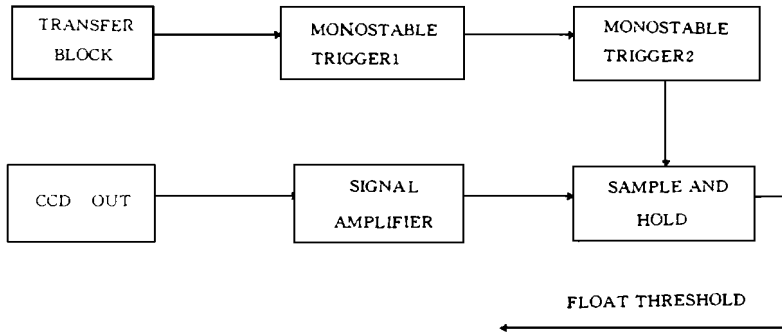 TRANSFER
BLOCK
MONOSTABLE
TRIGGER1
MONOSTABLE
TRIGGER2
CCD OUT
SIGNAL
AMPLIFIER
SAMPLE AND
HOLD
FLOAT THRESHOLD